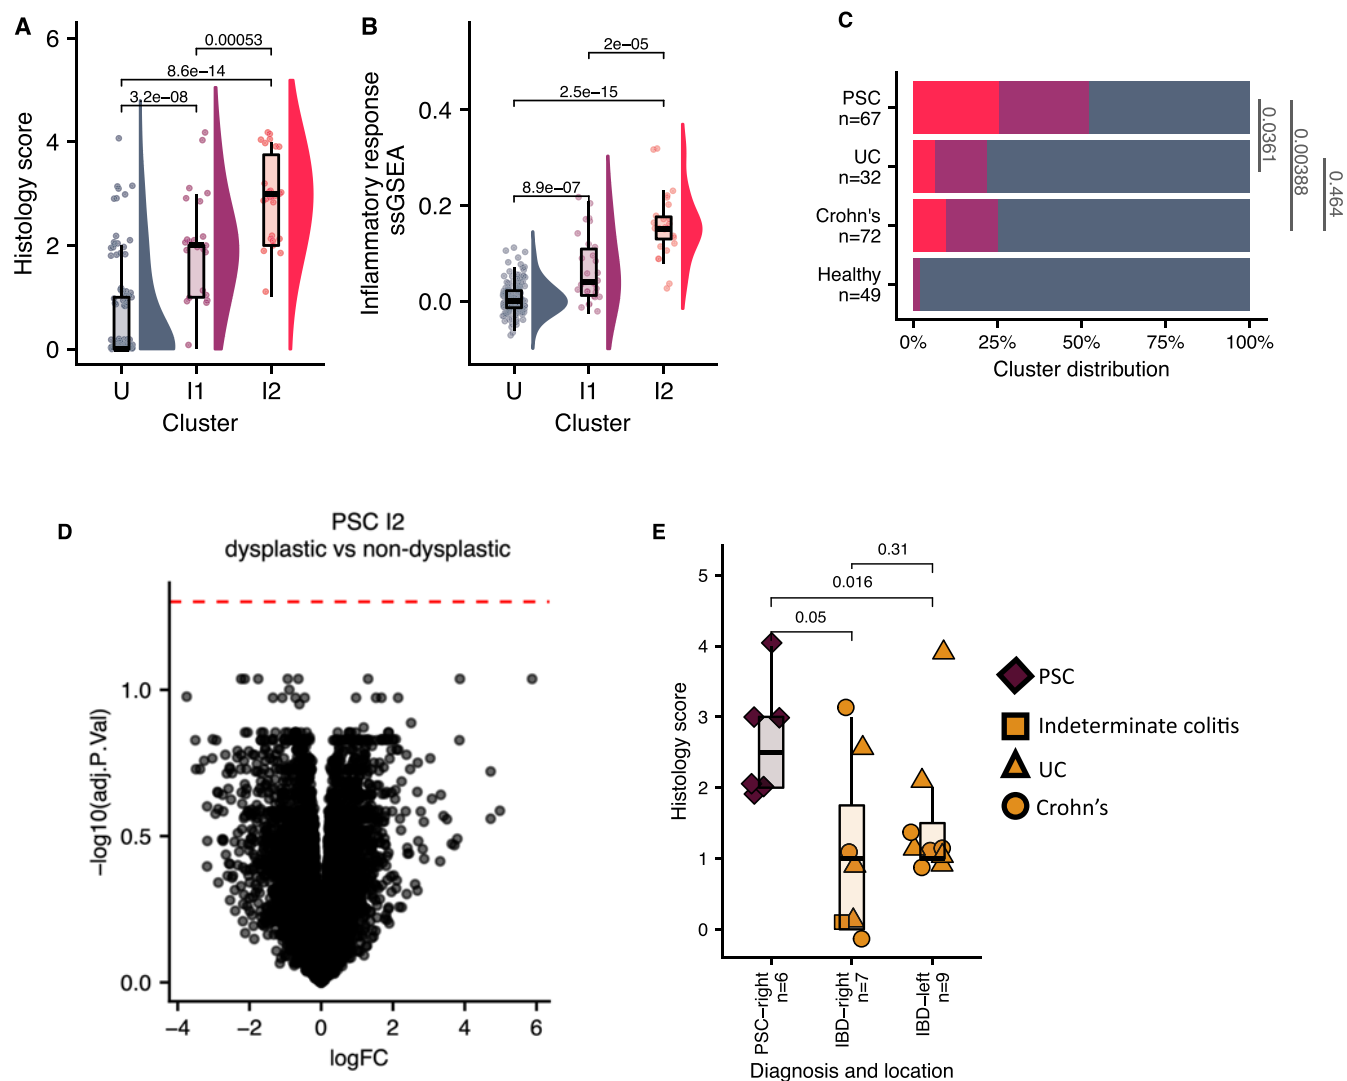 A
6
4
2
0
Histology score
0.00053
8.6e−14
3.2e−08
U
I1
I2
Cluster
B
0.4
0.2
0.0
Inflammatory response
ssGSEA
2e−05
2.5e−15
8.9e−07
U
I1
I2
Cluster
C
PSC
n=67
UC
n=32
Crohn's
n=72
Healthy
n=49
0%
25%
50%
75%
100%
Cluster distribution
0.0361
0.00388
0.464
D
PSC I2
dysplastic vs non-dysplastic
1.0
0.5
0.0
−log10(adj.P.Val)
−4
−2
0
2
4
6
logFC
E
5
4
3
2
1
0
Histology score
0.31
0.016
0.05
PSC−right
n=6
IBD−right
n=7
IBD−left
n=9
Diagnosis and location
PSC
Indeterminate colitis
UC
Crohn’s